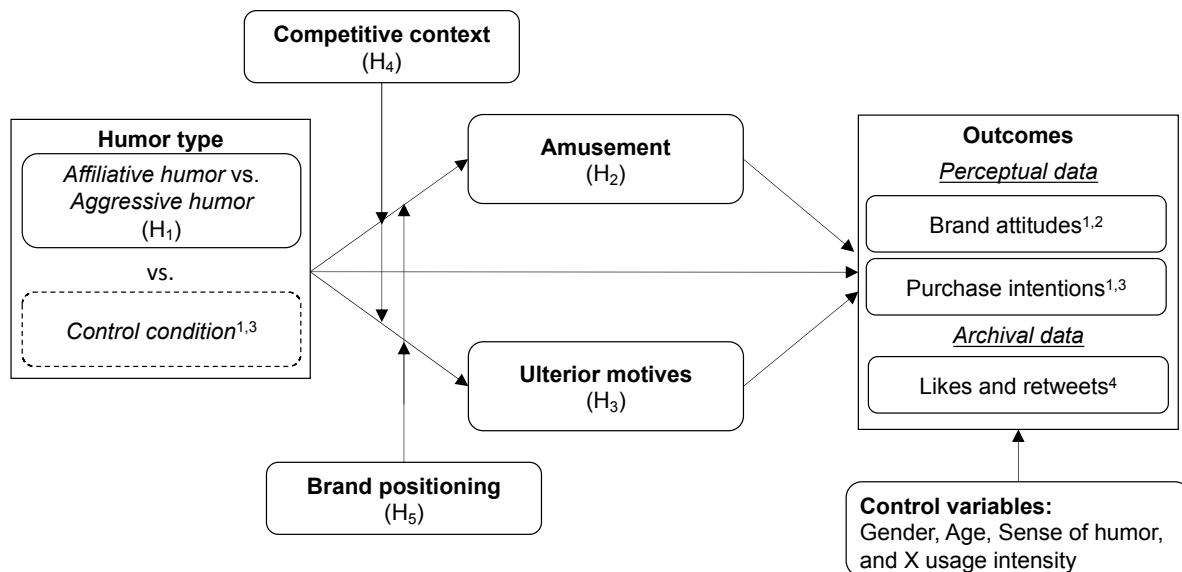 Competitive context
(H₄)
Humor type
Affiliative humor vs.
Aggressive humor
(H₁)
vs.
Control condition¹,³
Amusement
(H₂)
Ulterior motives
(H₃)
Brand positioning
(H₅)
Outcomes
Perceptual data
Brand attitudes¹,²
Purchase intentions¹,³
Archival data
Likes and retweets⁴
Control variables:
Gender, Age, Sense of humor,
and X usage intensity